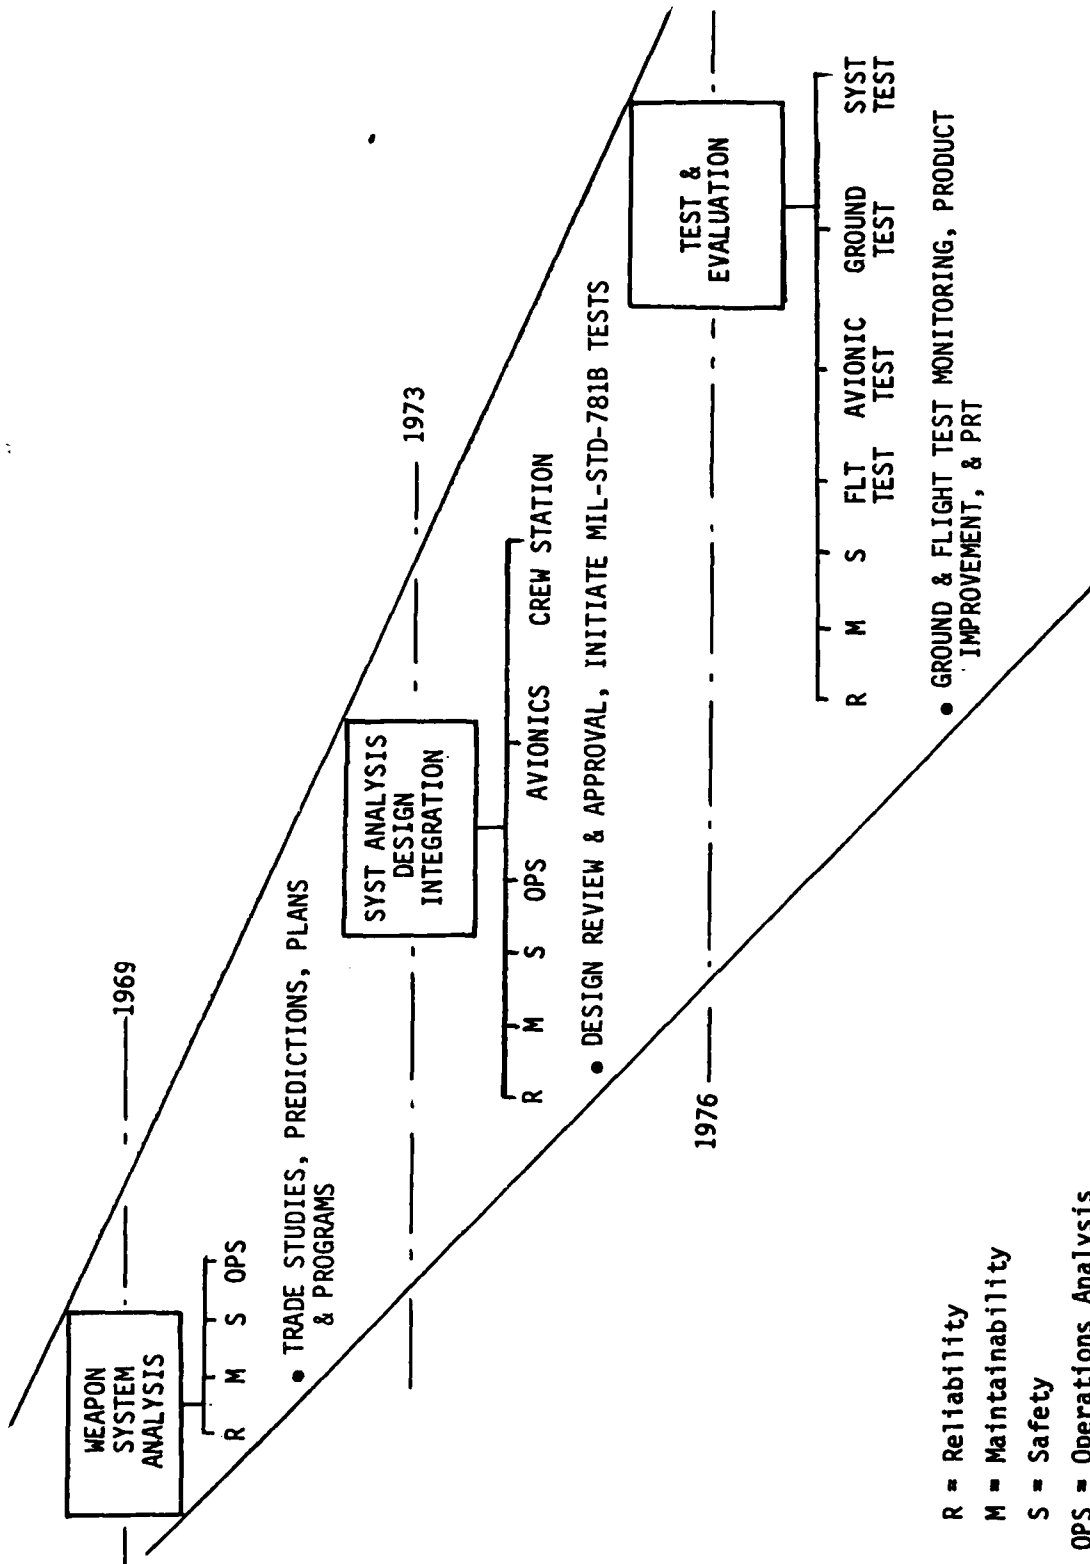 WEAPON
SYSTEM
ANALYSIS
1969
R M S OPS
• TRADE STUDIES, PREDICTIONS, PLANS
& PROGRAMS
SYST ANALYSIS
DESIGN
INTEGRATION
1973
R M S OPS AVIONICS CREW STATION
• DESIGN REVIEW & APPROVAL, INITIATE MIL-STD-781B TESTS
1976
TEST &
EVALUATION
R M S FLT AVIONIC GROUND SYST
TEST TEST TEST TEST
• GROUND & FLIGHT TEST MONITORING, PRODUCT
IMPROVEMENT, & PRT
R = Reliability
M = Maintainability
S = Safety
OPS = Operations Analysis